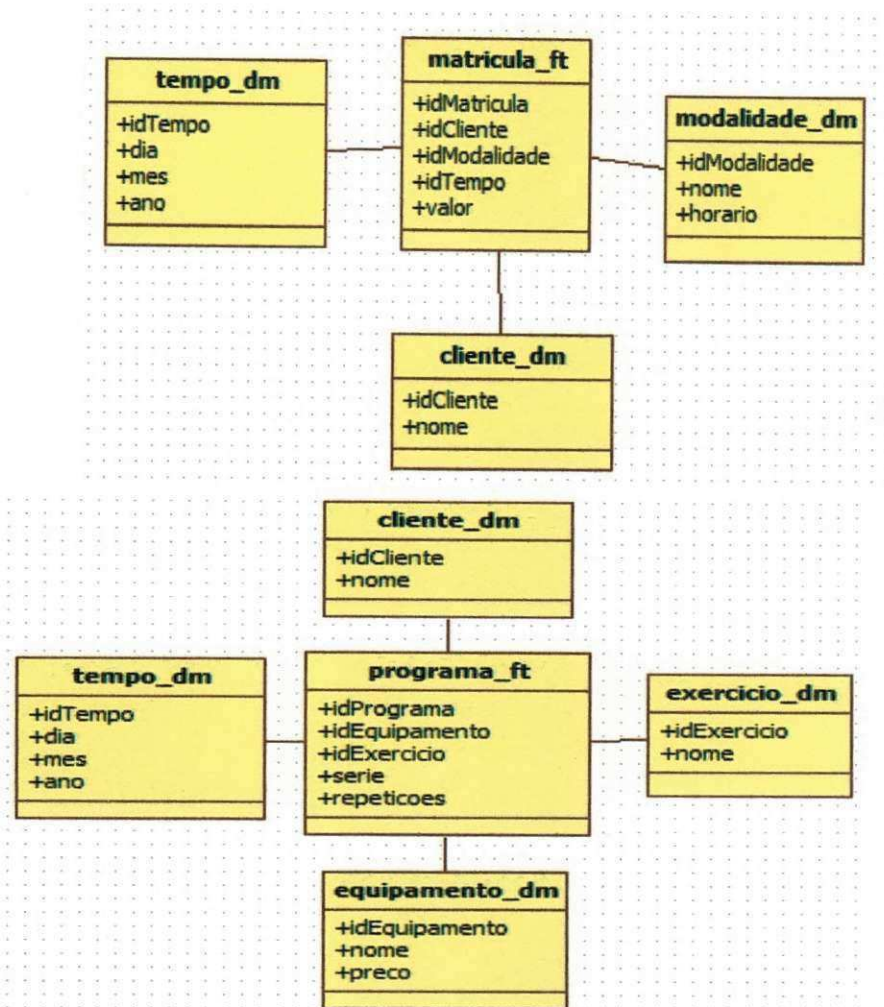 tempo_dm
+idTempo
+dia
+mes
+ano
matricula_ft
+idMatricula
+idCliente
+idModalidade
+idTempo
+valor
modalidade_dm
+idModalidade
+nome
+horario
cliente_dm
+idCliente
+nome
cliente_dm
+idCliente
+nome
tempo_dm
+idTempo
+dia
+mes
+ano
programa_ft
+idPrograma
+idEquipamento
+idExercicio
+serie
+repeticoes
exercicio_dm
+idExercicio
+nome
equipamento_dm
+idEquipamento
+nome
+preco